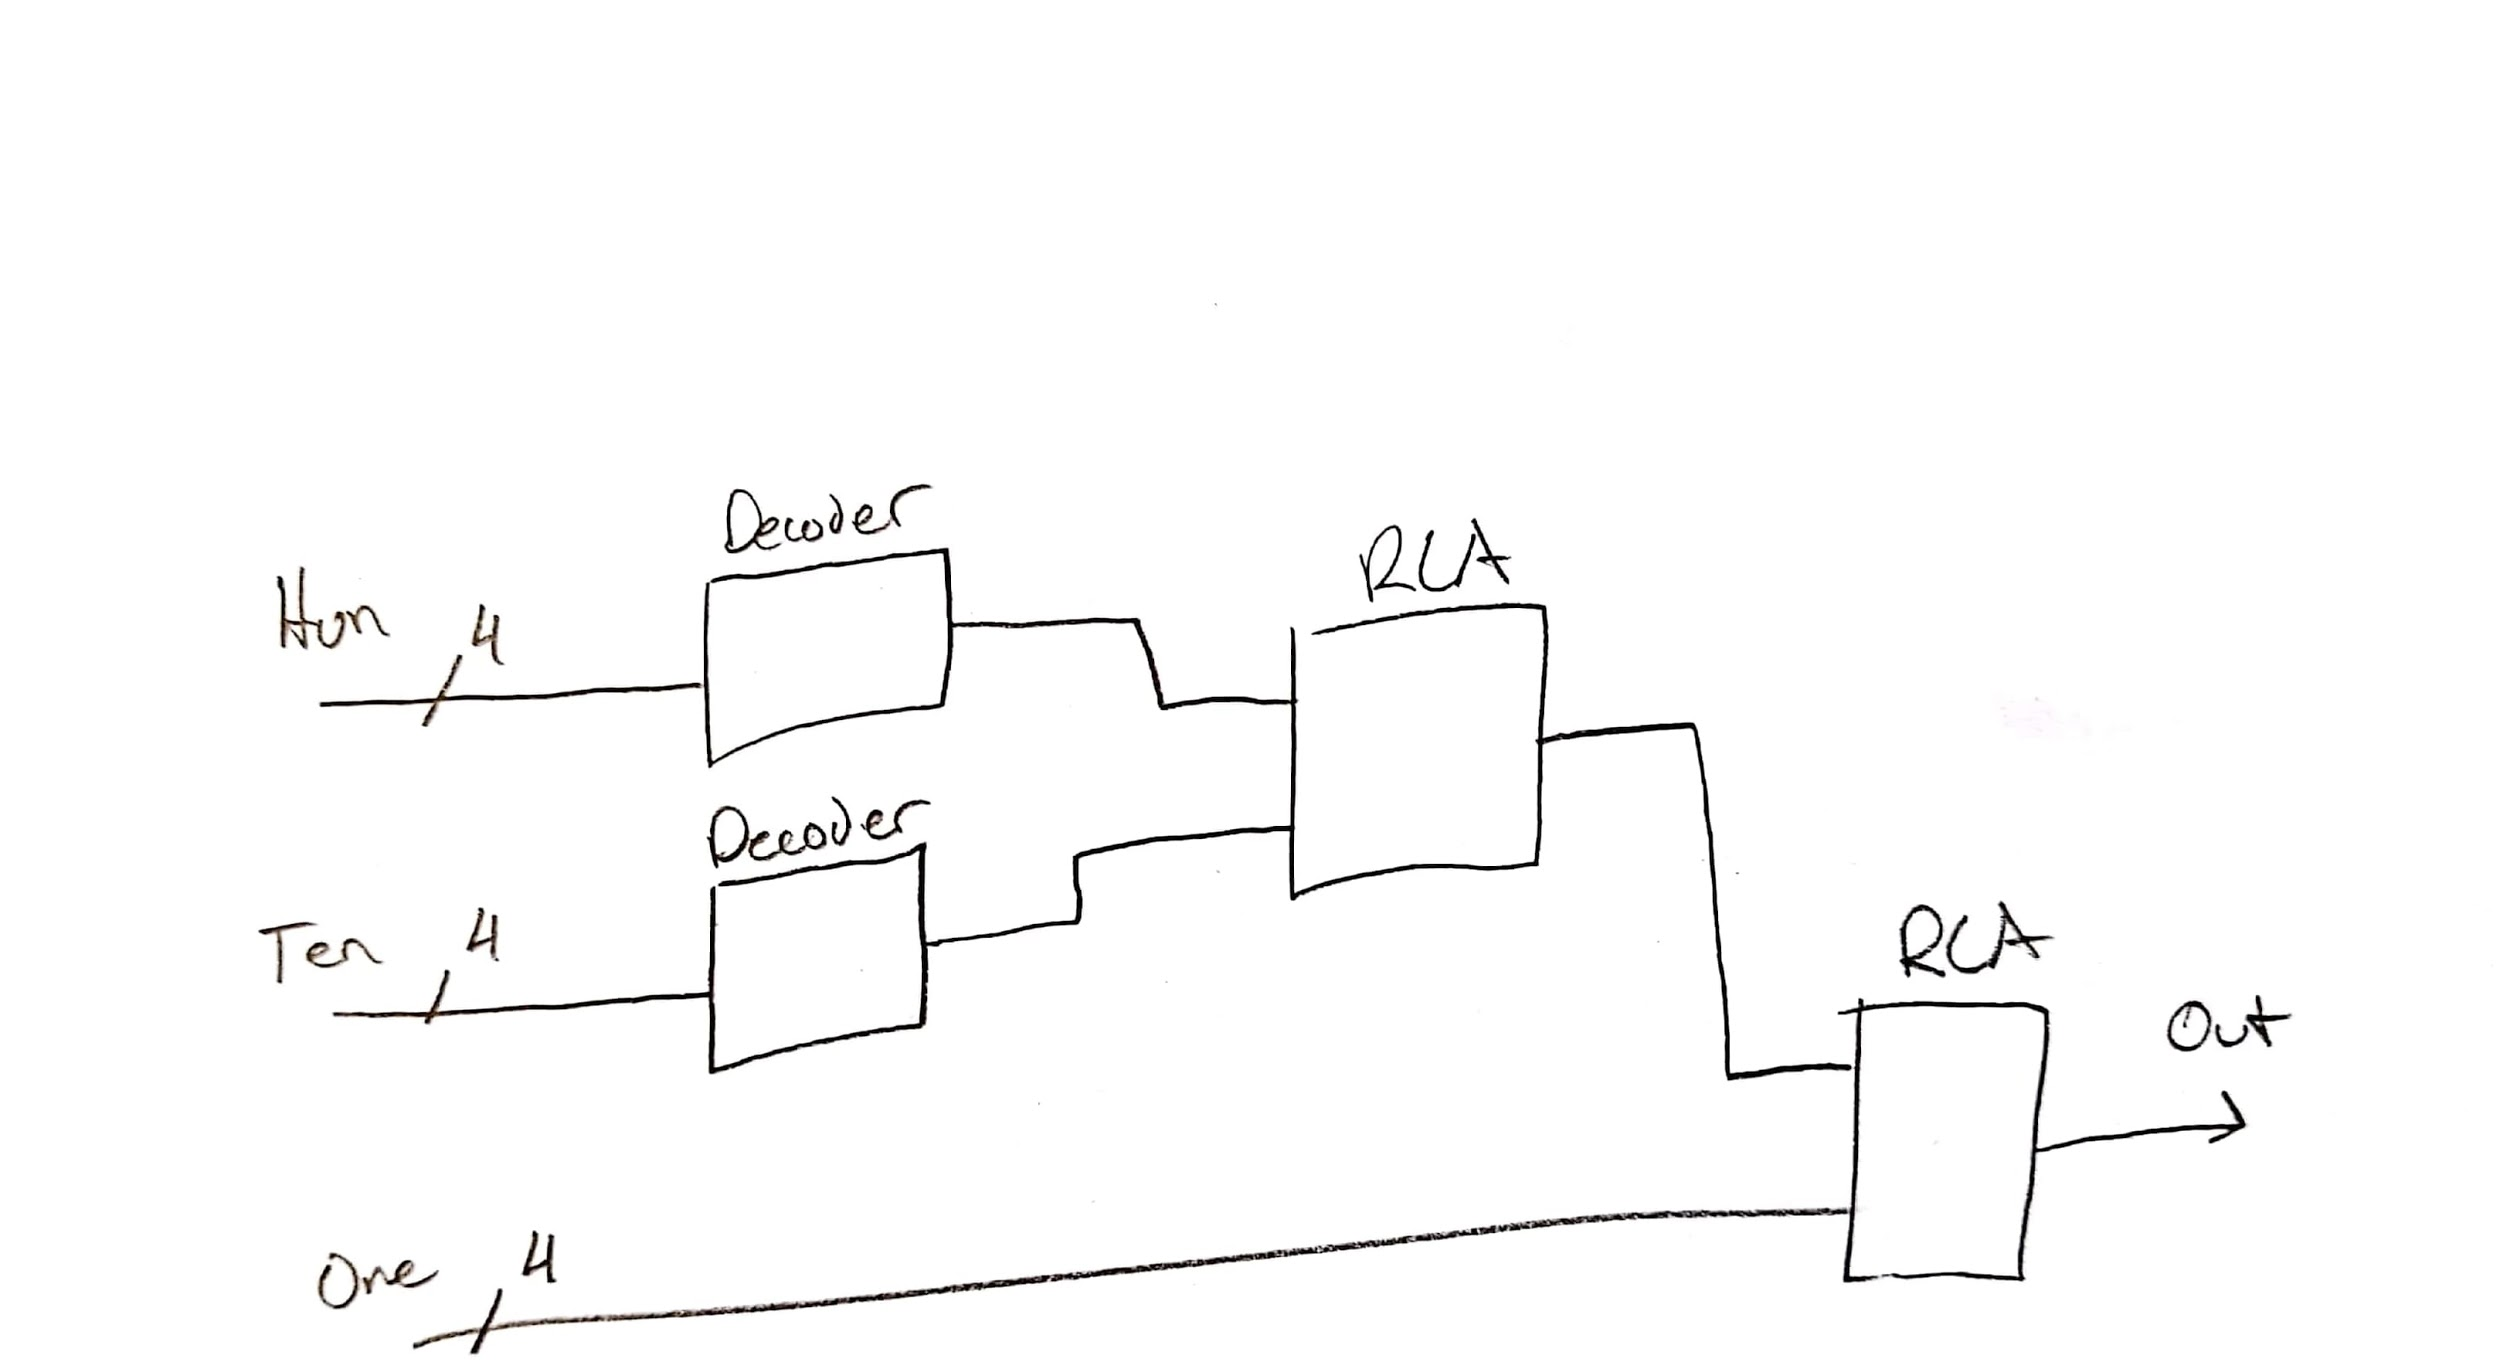 Decoder
RCA
Hun 4
Decoder
Ten 4
RCA
Out
One 4